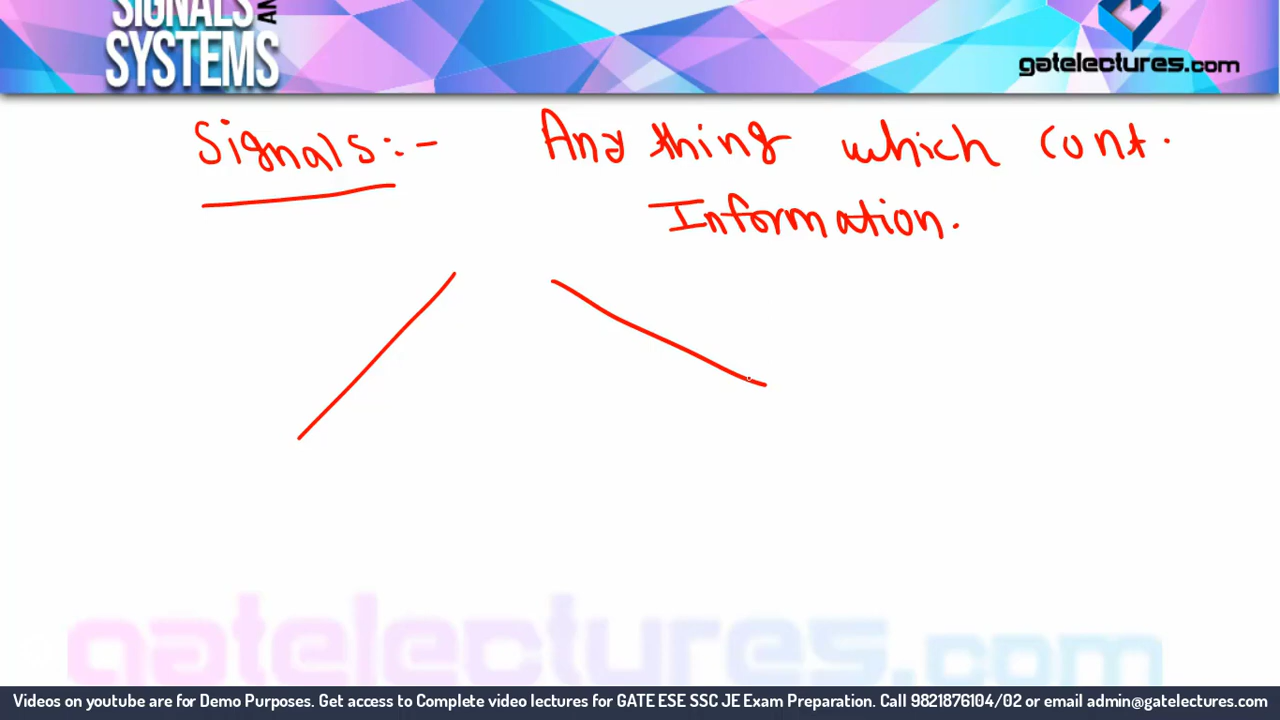 SIGNALS AN
SYSTEMS
gatelectures.com
Signals:- Any thing which cont.
Information.
gatelectures.com
Videos on youtube are for Demo Purposes. Get access to Complete video lectures for GATE ESE SSC JE Exam Preparation. Call 9821876104/02 or email admin@gatelectures.com